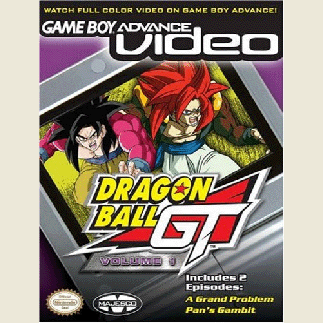 WATCH FULL COLOR VIDEO ON GAME BOY ADVANCE!
GAME BOY ADVANCE
video
DRAGON
BALL
GT
VOLUME 1
Includes 2
Episodes:
A Grand Problem
Pan's Gambit
Nintendo
MAJESCO